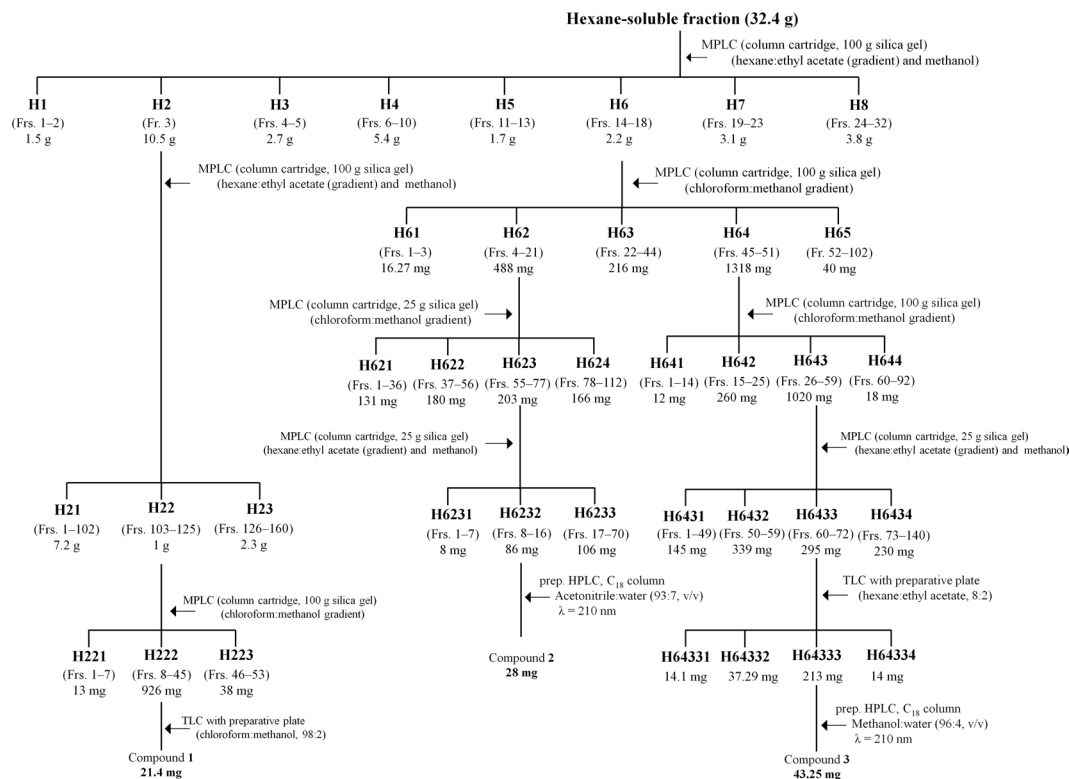 Hexane-soluble fraction (32.4 g)
MPLC (column cartridge, 100 g silica gel)
(hexane:ethyl acetate (gradient) and methanol)
H1 H2 H3 H4 H5 H6 H7 H8
(Frs. 1–2) (Fr. 3) (Frs. 4–5) (Frs. 6–10) (Frs. 11–13) (Frs. 14–18) (Frs. 19–23 (Frs. 24–32)
1.5 g 10.5 g 2.7 g 5.4 g 1.7 g 2.2 g 3.1 g 3.8 g
MPLC (column cartridge, 100 g silica gel)
(hexane:ethyl acetate (gradient) and methanol)
MPLC (column cartridge, 100 g silica gel)
(chloroform:methanol gradient)
H61 H62 H63 H64 H65
(Frs. 1–3) (Frs. 4–21) (Frs. 22–44) (Frs. 45–51) (Fr. 52–102)
16.27 mg 488 mg 216 mg 1318 mg 40 mg
MPLC (column cartridge, 25 g silica gel)
(chloroform:methanol gradient)
MPLC (column cartridge, 100 g silica gel)
(chloroform:methanol gradient)
H621 H622 H623 H624 H641 H642 H643 H644
(Frs. 1–36) (Frs. 37–56) (Frs. 55–77) (Frs. 78–112) (Frs. 1–14) (Frs. 15–25) (Frs. 26–59) (Frs. 60–92)
131 mg 180 mg 203 mg 166 mg 12 mg 260 mg 1020 mg 18 mg
MPLC (column cartridge, 25 g silica gel)
(hexane:ethyl acetate (gradient) and methanol)
MPLC (column cartridge, 25 g silica gel)
(hexane:ethyl acetate (gradient) and methanol)
H21 H22 H23
(Frs. 1–102) (Frs. 103–125) (Frs. 126–160)
7.2 g 1 g 2.3 g
H6231 H6232 H6233 H6431 H6432 H6433 H6434
(Frs. 1–7) (Frs. 8–16) (Frs. 17–70) (Frs. 1–49) (Frs. 50–59) (Frs. 60–72) (Frs. 73–140)
8 mg 86 mg 106 mg 145 mg 339 mg 295 mg 230 mg
MPLC (column cartridge, 100 g silica gel)
(chloroform:methanol gradient)
prep. HPLC, C18 column
Acetonitrile:water (93:7, v/v)
λ = 210 nm
TLC with preparative plate
(hexane:ethyl acetate, 8:2)
H221 H222 H223
(Frs. 1–7) (Frs. 8–45) (Frs. 46–53)
13 mg 926 mg 38 mg
Compound 2
28 mg
H64331 H64332 H64333 H64334
14.1 mg 37.29 mg 213 mg 14 mg
TLC with preparative plate
(chloroform:methanol, 98:2)
prep. HPLC, C18 column
Methanol:water (96:4, v/v)
λ = 210 nm
Compound 1
21.4 mg
Compound 3
43.25 mg